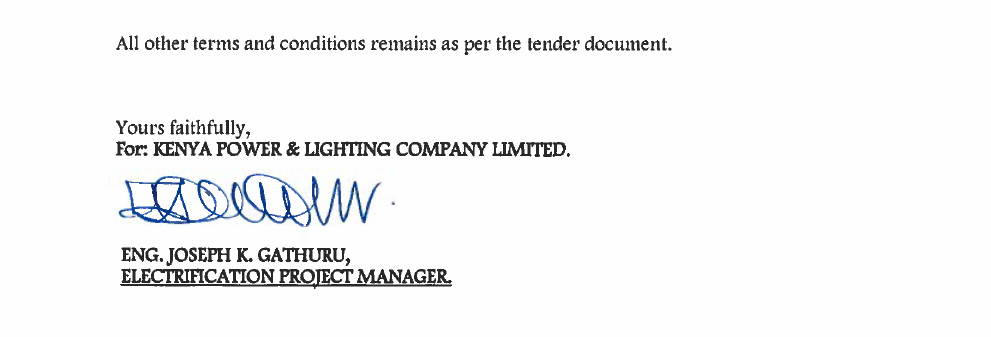 All other terms and conditions remains as per the tender document.
Yours faithfully,
For: KENYA POWER & LIGHTING COMPANY LIMITED.
ENG. JOSEPH K. GATHURU,
ELECTRIFICATION PROJECT MANAGER.